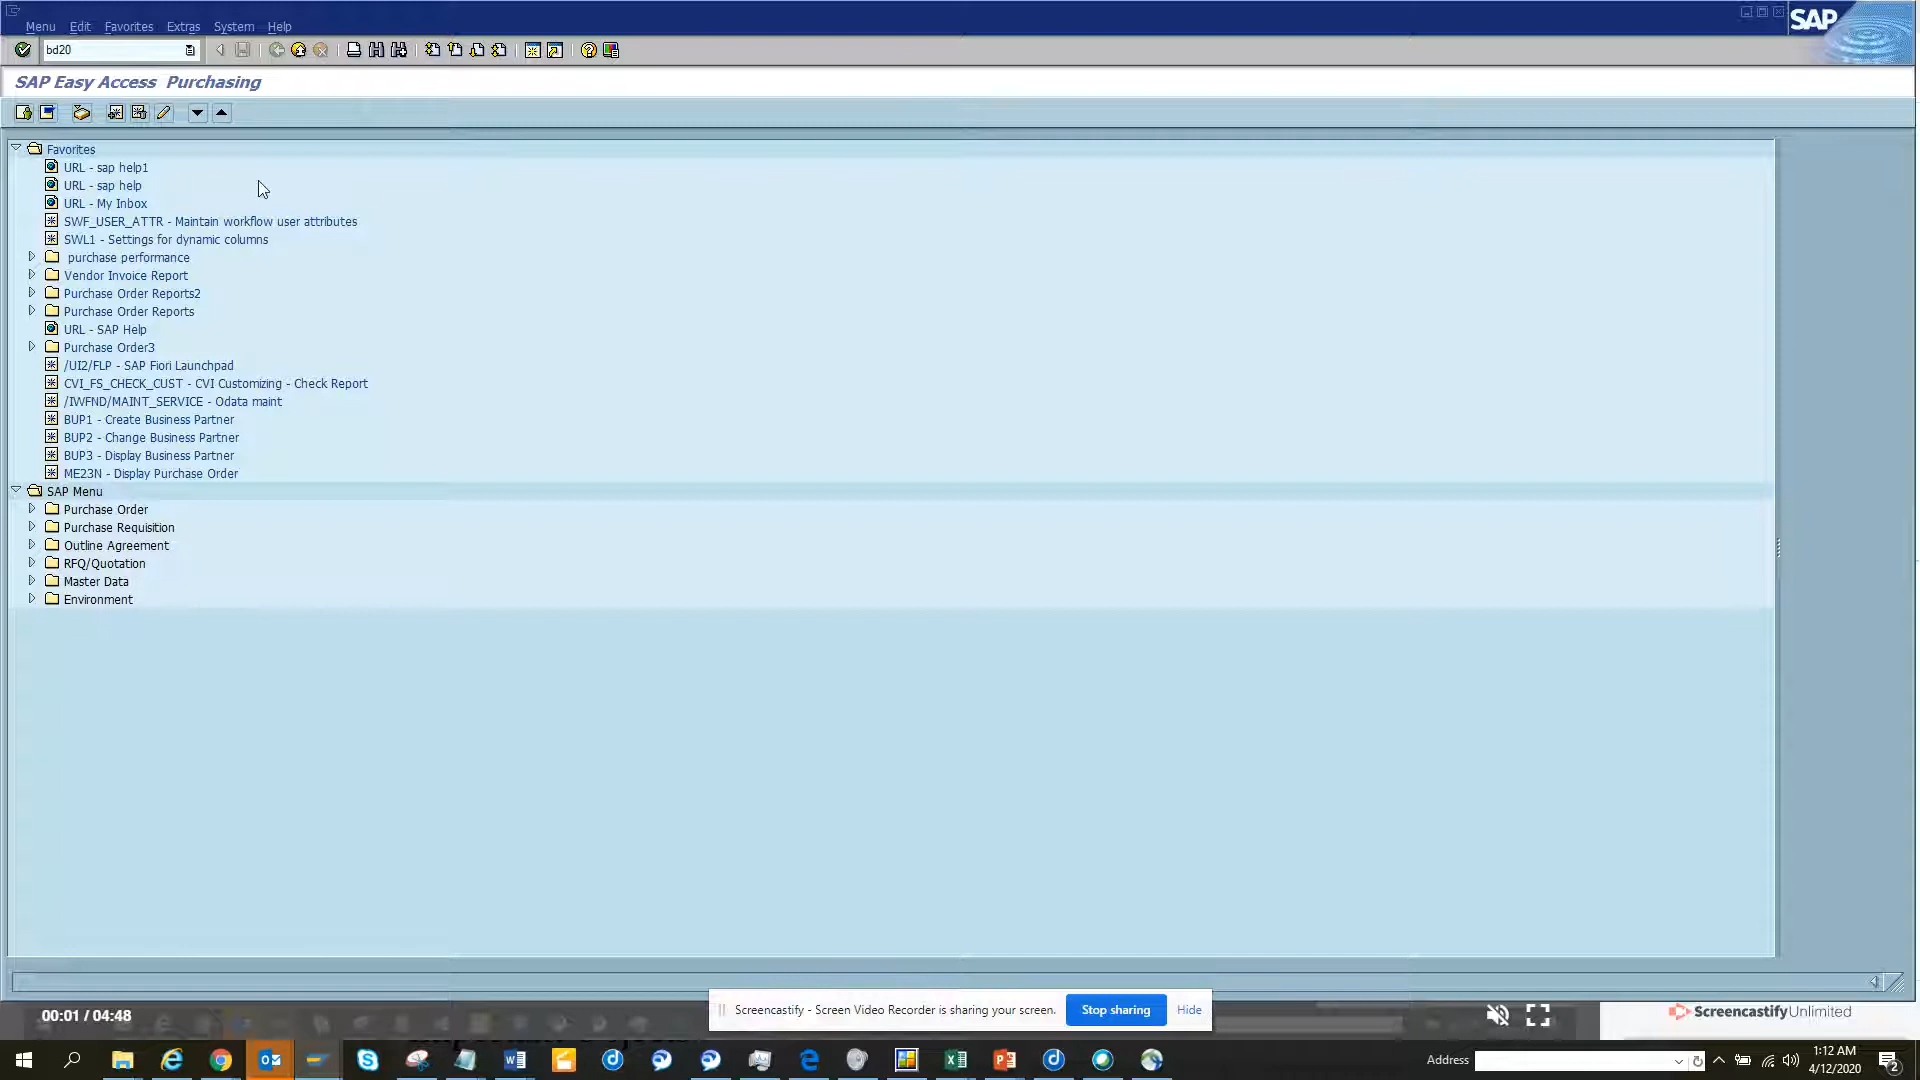 Menu Edit Favorites Extras System Help
SAP
bd20
SAP Easy Access Purchasing
Favorites
URL - sap help1
URL - sap help
URL - My Inbox
SWF_USER_ATTR - Maintain workflow user attributes
SWL1 - Settings for dynamic columns
purchase performance
Vendor Invoice Report
Purchase Order Reports2
Purchase Order Reports
URL - SAP Help
Purchase Order3
/UI2/FLP - SAP Fiori Launchpad
CVI_FS_CHECK_CUST - CVI Customizing - Check Report
/IWFND/MAINT_SERVICE - Odata maint
BUP1 - Create Business Partner
BUP2 - Change Business Partner
BUP3 - Display Business Partner
ME23N - Display Purchase Order
SAP Menu
Purchase Order
Purchase Requisition
Outline Agreement
RFQ/Quotation
Master Data
Environment
00:01 / 04:48
Screencastify - Screen Video Recorder is sharing your screen. Stop sharing Hide
Screencastify Unlimited
Address
1:12 AM
4/12/2020
2